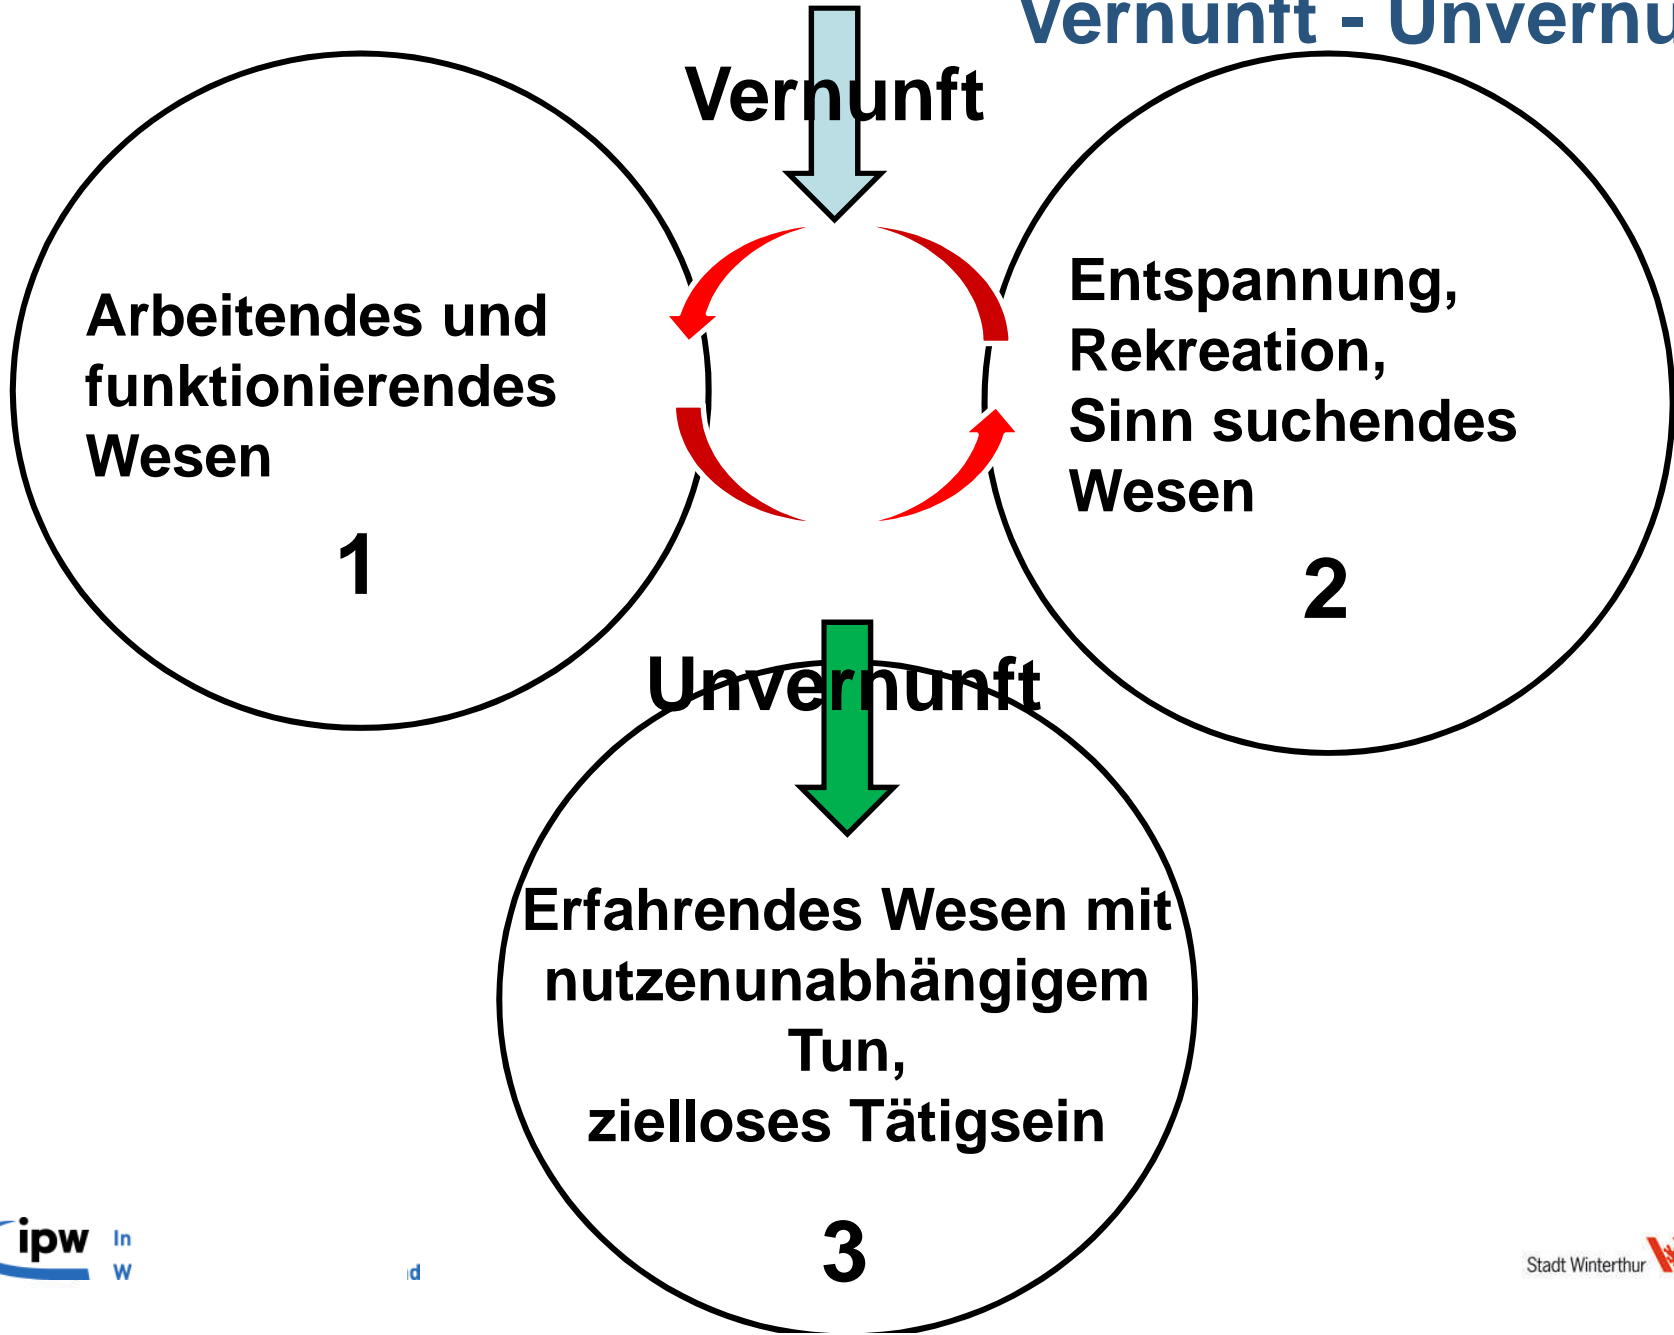 Vernunft - Unvernu
Vernunft
Arbeitendes und
funktionierendes
Wesen
1
Entspannung,
Rekreation,
Sinn suchendes
Wesen
2
Unvernunft
Erfahrendes Wesen mit
nutzenunabhängigem
Tun,
zielloses Tätigsein
3
ipw In
W d
Stadt Winterthur